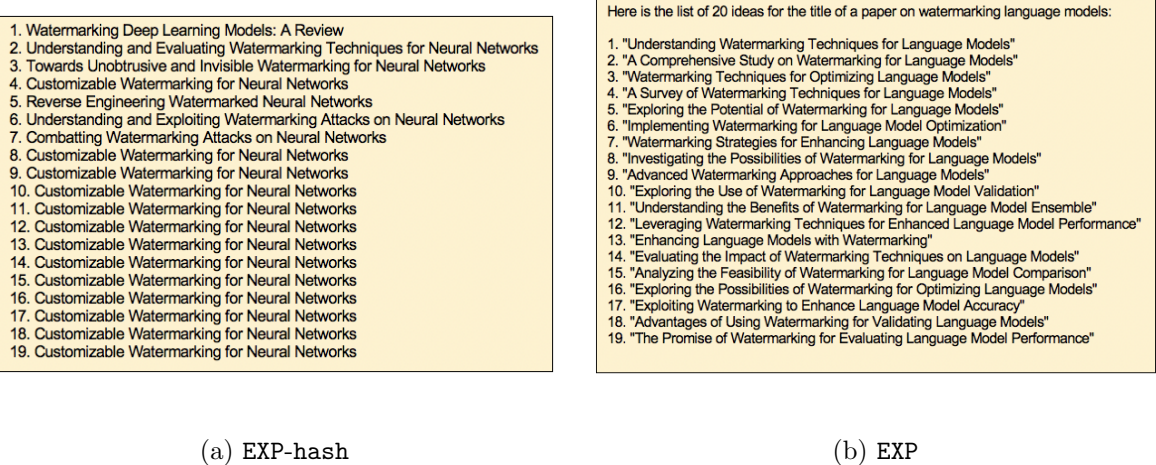 1. Watermarking Deep Learning Models: A Review
2. Understanding and Evaluating Watermarking Techniques for Neural Networks
3. Towards Unobtrusive and Invisible Watermarking for Neural Networks
4. Customizable Watermarking for Neural Networks
5. Reverse Engineering Watermarked Neural Networks
6. Understanding and Exploiting Watermarking Attacks on Neural Networks
7. Combatting Watermarking Attacks on Neural Networks
8. Customizable Watermarking for Neural Networks
9. Customizable Watermarking for Neural Networks
10. Customizable Watermarking for Neural Networks
11. Customizable Watermarking for Neural Networks
12. Customizable Watermarking for Neural Networks
13. Customizable Watermarking for Neural Networks
14. Customizable Watermarking for Neural Networks
15. Customizable Watermarking for Neural Networks
16. Customizable Watermarking for Neural Networks
17. Customizable Watermarking for Neural Networks
18. Customizable Watermarking for Neural Networks
19. Customizable Watermarking for Neural Networks
(a) EXP-hash
Here is the list of 20 ideas for the title of a paper on watermarking language models:
1. "Understanding Watermarking Techniques for Language Models"
2. "A Comprehensive Study on Watermarking for Language Models"
3. "Watermarking Techniques for Optimizing Language Models"
4. "A Survey of Watermarking Techniques for Language Models"
5. "Exploring the Potential of Watermarking for Language Models"
6. "Implementing Watermarking for Language Model Optimization"
7. "Watermarking Strategies for Enhancing Language Models"
8. "Investigating the Possibilities of Watermarking for Language Models"
9. "Advanced Watermarking Approaches for Language Models"
10. "Exploring the Use of Watermarking for Language Model Validation"
11. "Understanding the Benefits of Watermarking for Language Model Ensemble"
12. "Leveraging Watermarking Techniques for Enhanced Language Model Performance"
13. "Enhancing Language Models with Watermarking"
14. "Evaluating the Impact of Watermarking Techniques on Language Models"
15. "Analyzing the Feasibility of Watermarking for Language Model Comparison"
16. "Exploring the Possibilities of Watermarking for Optimizing Language Models"
17. "Exploiting Watermarking to Enhance Language Model Accuracy"
18. "Advantages of Using Watermarking for Validating Language Models"
19. "The Promise of Watermarking for Evaluating Language Model Performance"
(b) EXP